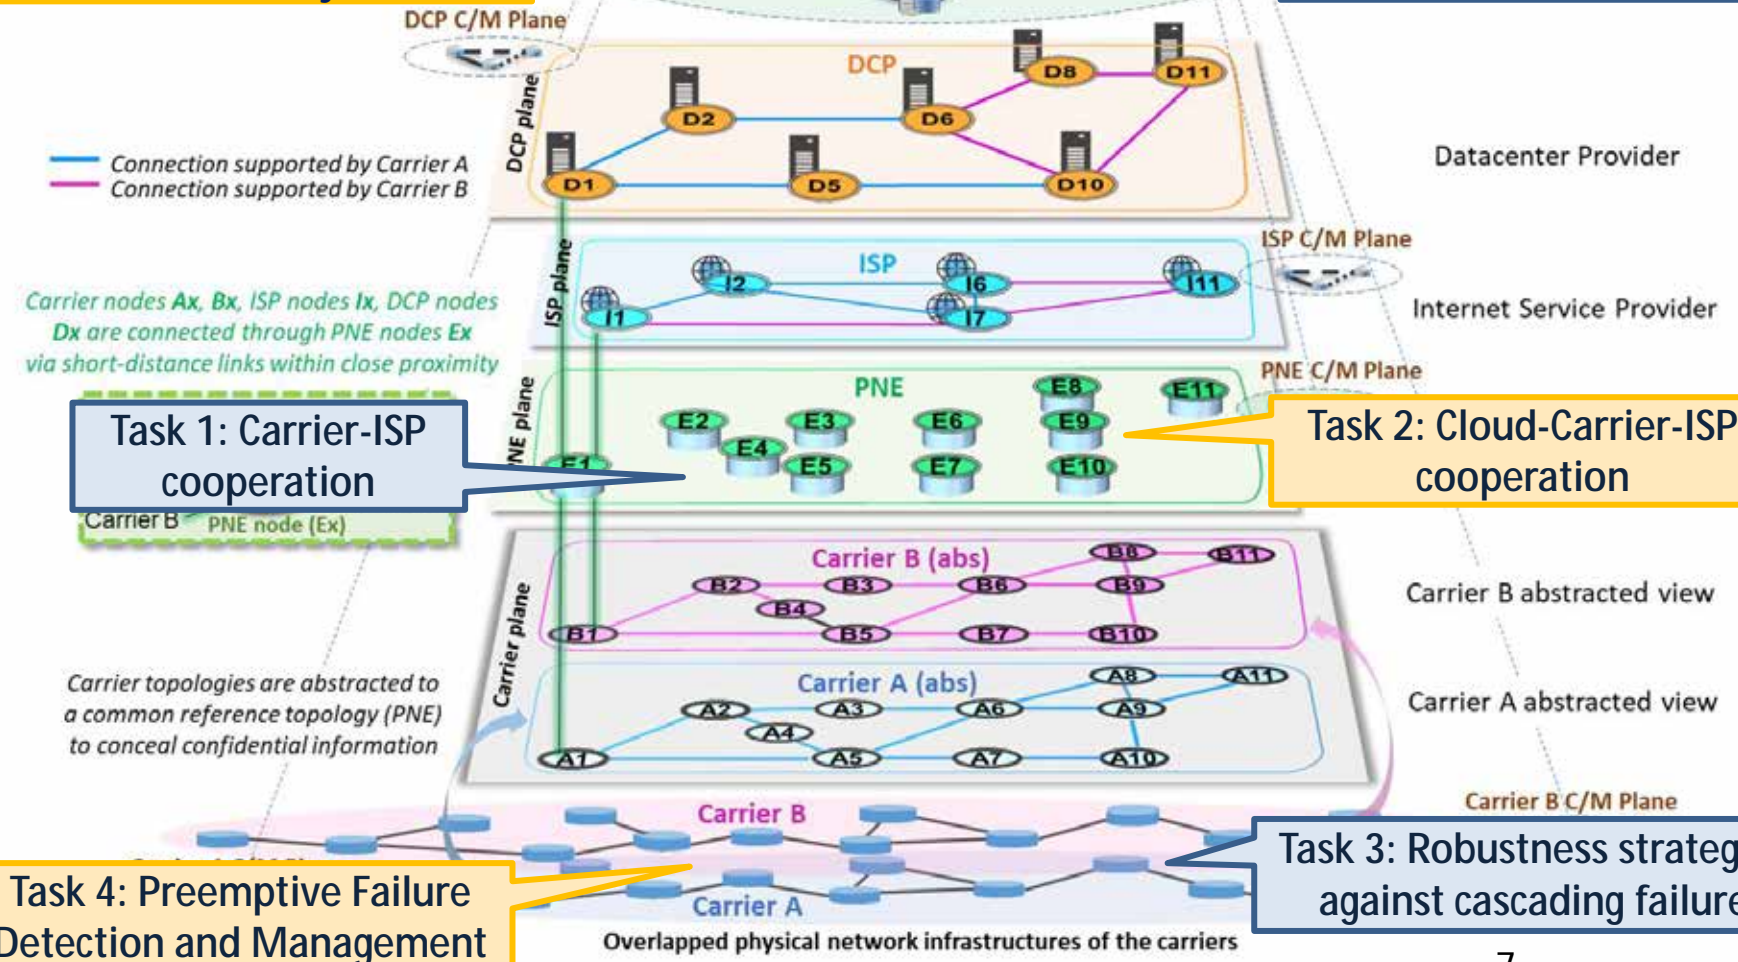 DCP C/M Plane
DCP
D8
D11
D2
D6
DCP plane
Connection supported by Carrier A
Connection supported by Carrier B
D1
D5
D10
Datacenter Provider
ISP C/M Plane
ISP
ISP plane
I2
I6
I11
I1
I7
Internet Service Provider
Carrier nodes Ax, Bx, ISP nodes Ix, DCP nodes
Dx are connected through PNE nodes Ex
via short-distance links within close proximity
PNE C/M Plane
PNE
PNE plane
E8
E11
E2
E3
E6
E9
E4
E1
E5
E7
E10
Task 1: Carrier-ISP
cooperation
Task 2: Cloud-Carrier-ISP
cooperation
Carrier B
PNE node (Ex)
Carrier B (abs)
B8
B11
B2
B3
B6
B9
B4
B1
B5
B7
B10
Carrier B abstracted view
Carrier plane
Carrier A (abs)
A8
A11
A2
A3
A6
A9
A4
A1
A5
A7
A10
Carrier A abstracted view
Carrier topologies are abstracted to
a common reference topology (PNE)
to conceal confidential information
Carrier B C/M Plane
Carrier B
Carrier A
Task 3: Robustness strateg
against cascading failure
Task 4: Preemptive Failure
Detection and Management
Overlapped physical network infrastructures of the carriers
7